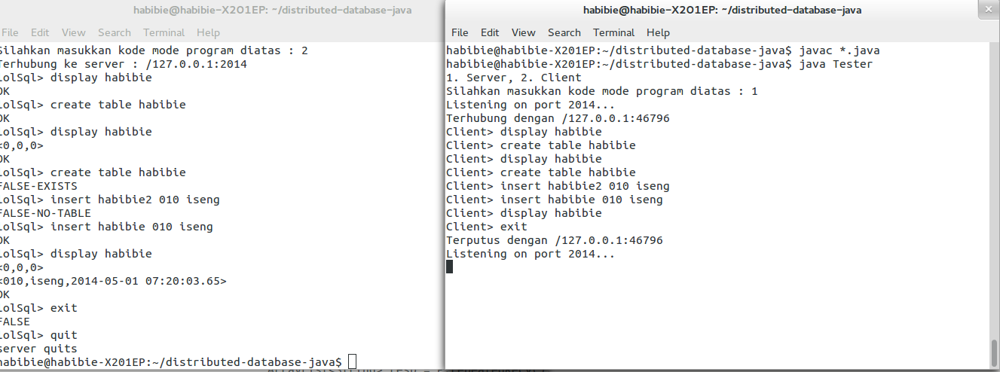 habibie@habibie-X201EP: ~/distributed-database-java
File Edit View Search Terminal Help
Silahkan masukkan kode mode program diatas : 2
Terhubung ke server : /127.0.0.1:2014
lolSql> display habibie
OK
lolSql> create table habibie
OK
lolSql> display habibie
<0,0,0>
OK
lolSql> create table habibie
FALSE-EXISTS
lolSql> insert habibie2 010 iseng
FALSE-NO-TABLE
lolSql> insert habibie 010 iseng
OK
lolSql> display habibie
<0,0,0>
<010,iseng,2014-05-01 07:20:03.65>
OK
lolSql> exit
FALSE
lolSql> quit
server quits
habibie@habibie-X201EP:~/distributed-database-java$
habibie@habibie-X201EP: ~/distributed-database-java
File Edit View Search Terminal Help
habibie@habibie-X201EP:~/distributed-database-java$ javac *.java
habibie@habibie-X201EP:~/distributed-database-java$ java Tester
1. Server, 2. Client
Silahkan masukkan kode mode program diatas : 1
Listening on port 2014...
Terhubung dengan /127.0.0.1:46796
Client> display habibie
Client> create table habibie
Client> display habibie
Client> create table habibie
Client> insert habibie2 010 iseng
Client> insert habibie 010 iseng
Client> display habibie
Client> exit
Terputus dengan /127.0.0.1:46796
Listening on port 2014...